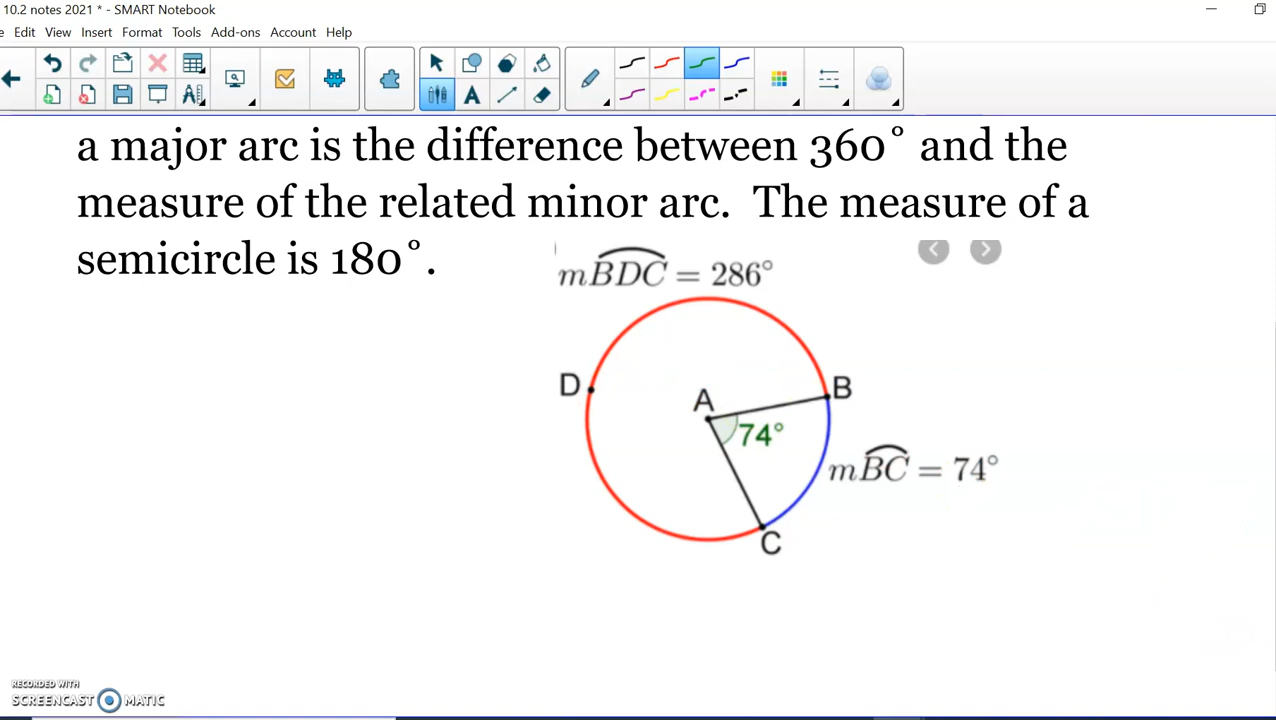 10.2 notes 2021 * - SMART Notebook
e Edit View Insert Format Tools Add-ons Account Help
a major arc is the difference between 360° and the
measure of the related minor arc. The measure of a
semicircle is 180°.
mBDC = 286°
D
A
B
74°
mBC = 74°
C
RECORDED WITH
SCREENCAST MATIC